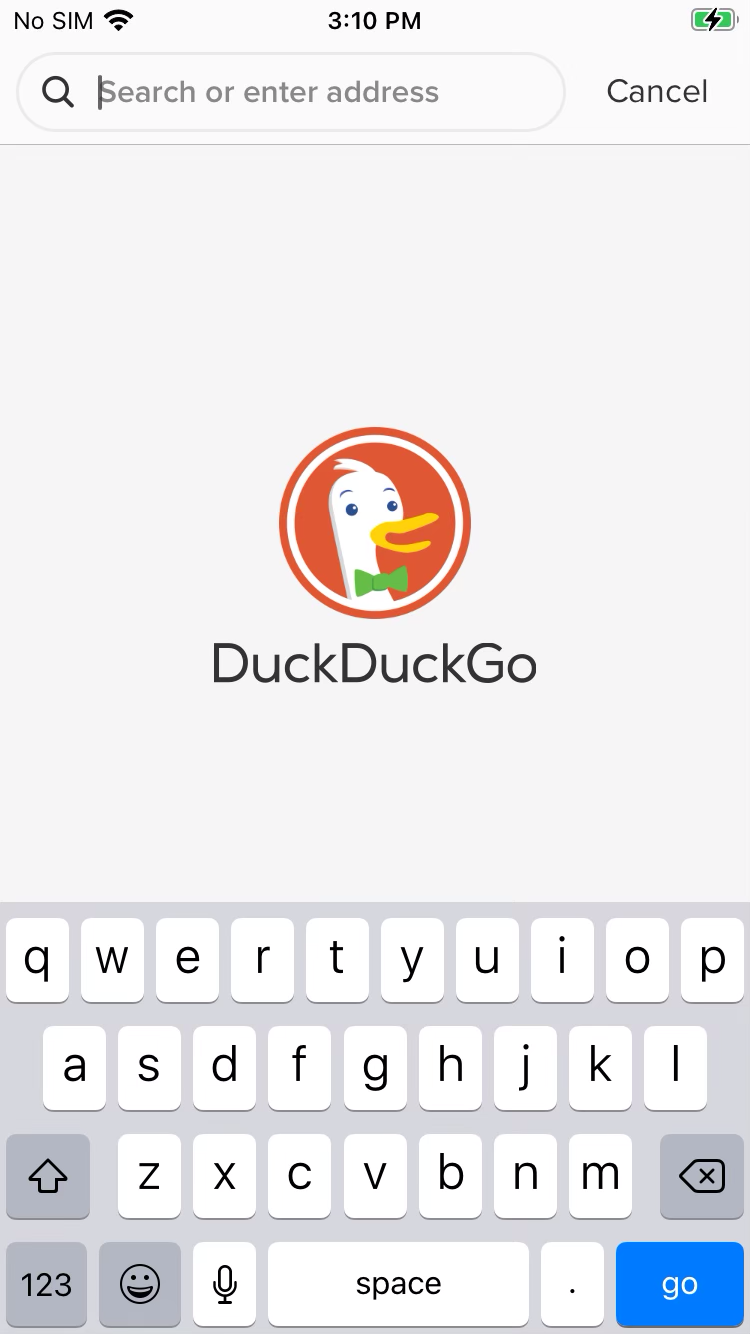 No SIM 3:10 PM
Search or enter address Cancel
DuckDuckGo
q w e r t y u i o p
a s d f g h j k l
z x c v b n m
123 space . go